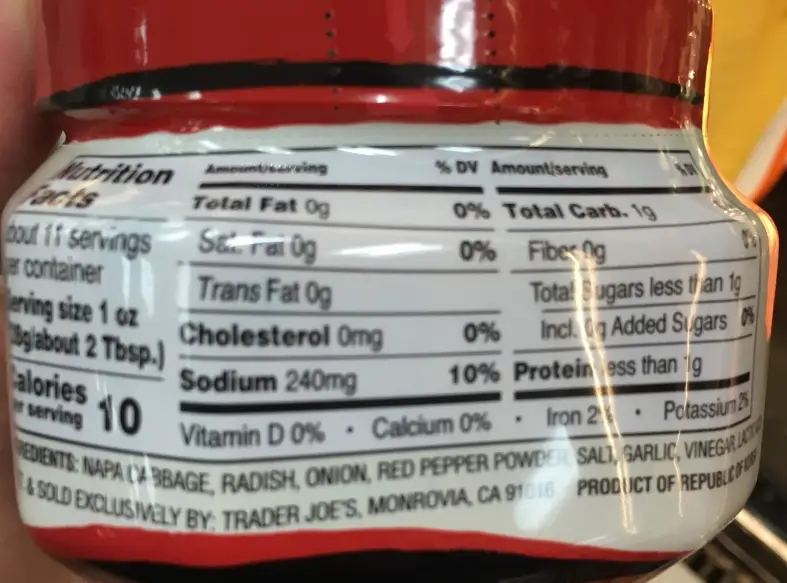 Nutrition
Facts
about 11 servings
per container
serving size 1 oz
(28g/about 2 Tbsp.)
Calories
per serving 10
Amount/serving % DV
Total Fat 0g 0%
Sat. Fat 0g 0%
Trans Fat 0g
Cholesterol 0mg 0%
Sodium 240mg 10%
Amount/serving % DV
Total Carb. 1g 0%
Fiber 0g
Total Sugars less than 1g
Incl. 0g Added Sugars 0%
Protein less than 1g
Vitamin D 0% • Calcium 0% • Iron 2% • Potassium 2%
INGREDIENTS: NAPA CABBAGE, RADISH, ONION, RED PEPPER POWDER, SALT, GARLIC, VINEGAR,
& SOLD EXCLUSIVELY BY: TRADER JOE'S, MONROVIA, CA 91016 PRODUCT OF REPUBLIC OF